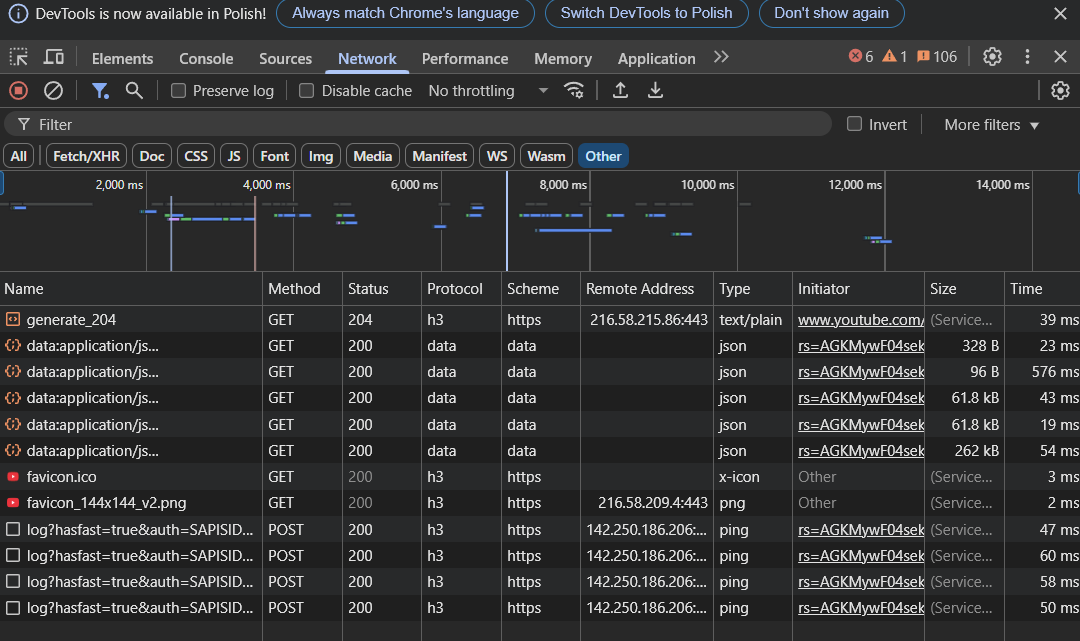 DevTools is now available in Polish! Always match Chrome's language Switch DevTools to Polish Don't show again
Elements Console Sources Network Performance Memory Application 6 1 106
Preserve log Disable cache No throttling
Filter Invert More filters
All Fetch/XHR Doc CSS JS Font Img Media Manifest WS Wasm Other
2,000 ms 4,000 ms 6,000 ms 8,000 ms 10,000 ms 12,000 ms 14,000 ms
Name Method Status Protocol Scheme Remote Address Type Initiator Size Time
generate_204 GET 204 h3 https 216.58.215.86:443 text/plain www.youtube.com/ (Service... 39 ms
data:application/js... GET 200 data data json rs=AGKMywF04sek 328 B 23 ms
data:application/js... GET 200 data data json rs=AGKMywF04sek 96 B 576 ms
data:application/js... GET 200 data data json rs=AGKMywF04sek 61.8 kB 43 ms
data:application/js... GET 200 data data json rs=AGKMywF04sek 61.8 kB 19 ms
data:application/js... GET 200 data data json rs=AGKMywF04sek 262 kB 54 ms
favicon.ico GET 200 h3 https x-icon Other (Service... 3 ms
favicon_144x144_v2.png GET 200 h3 https 216.58.209.4:443 png Other (Service... 2 ms
log?hasfast=true&auth=SAPISID... POST 200 h3 https 142.250.186.206:... ping rs=AGKMywF04sek (Service... 47 ms
log?hasfast=true&auth=SAPISID... POST 200 h3 https 142.250.186.206:... ping rs=AGKMywF04sek (Service... 60 ms
log?hasfast=true&auth=SAPISID... POST 200 h3 https 142.250.186.206:... ping rs=AGKMywF04sek (Service... 58 ms
log?hasfast=true&auth=SAPISID... POST 200 h3 https 142.250.186.206:... ping rs=AGKMywF04sek (Service... 50 ms